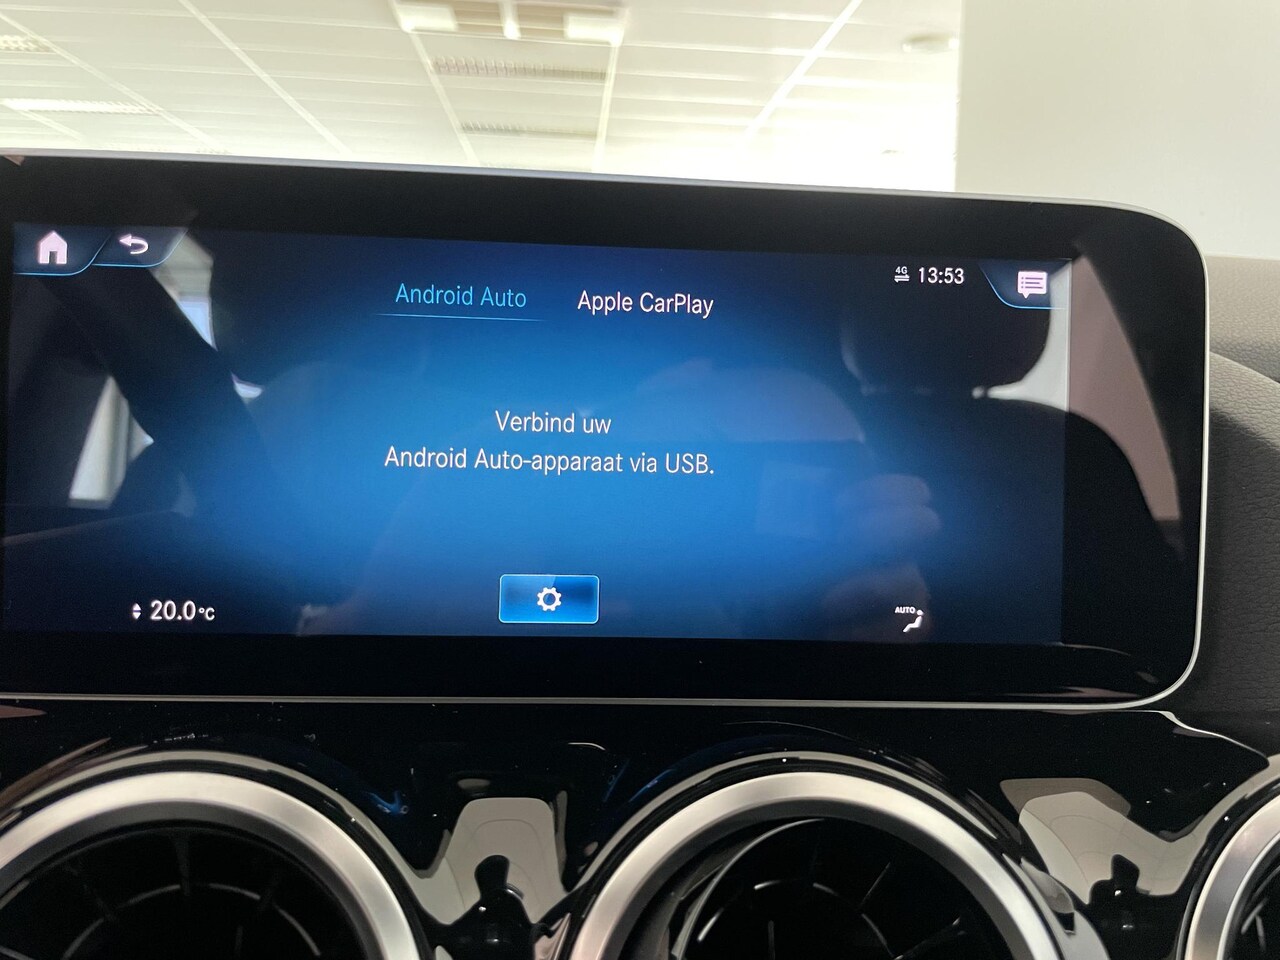 4G 13:53
Android Auto Apple CarPlay
Verbind uw
Android Auto-apparaat via USB.
20.0°C
AUTO